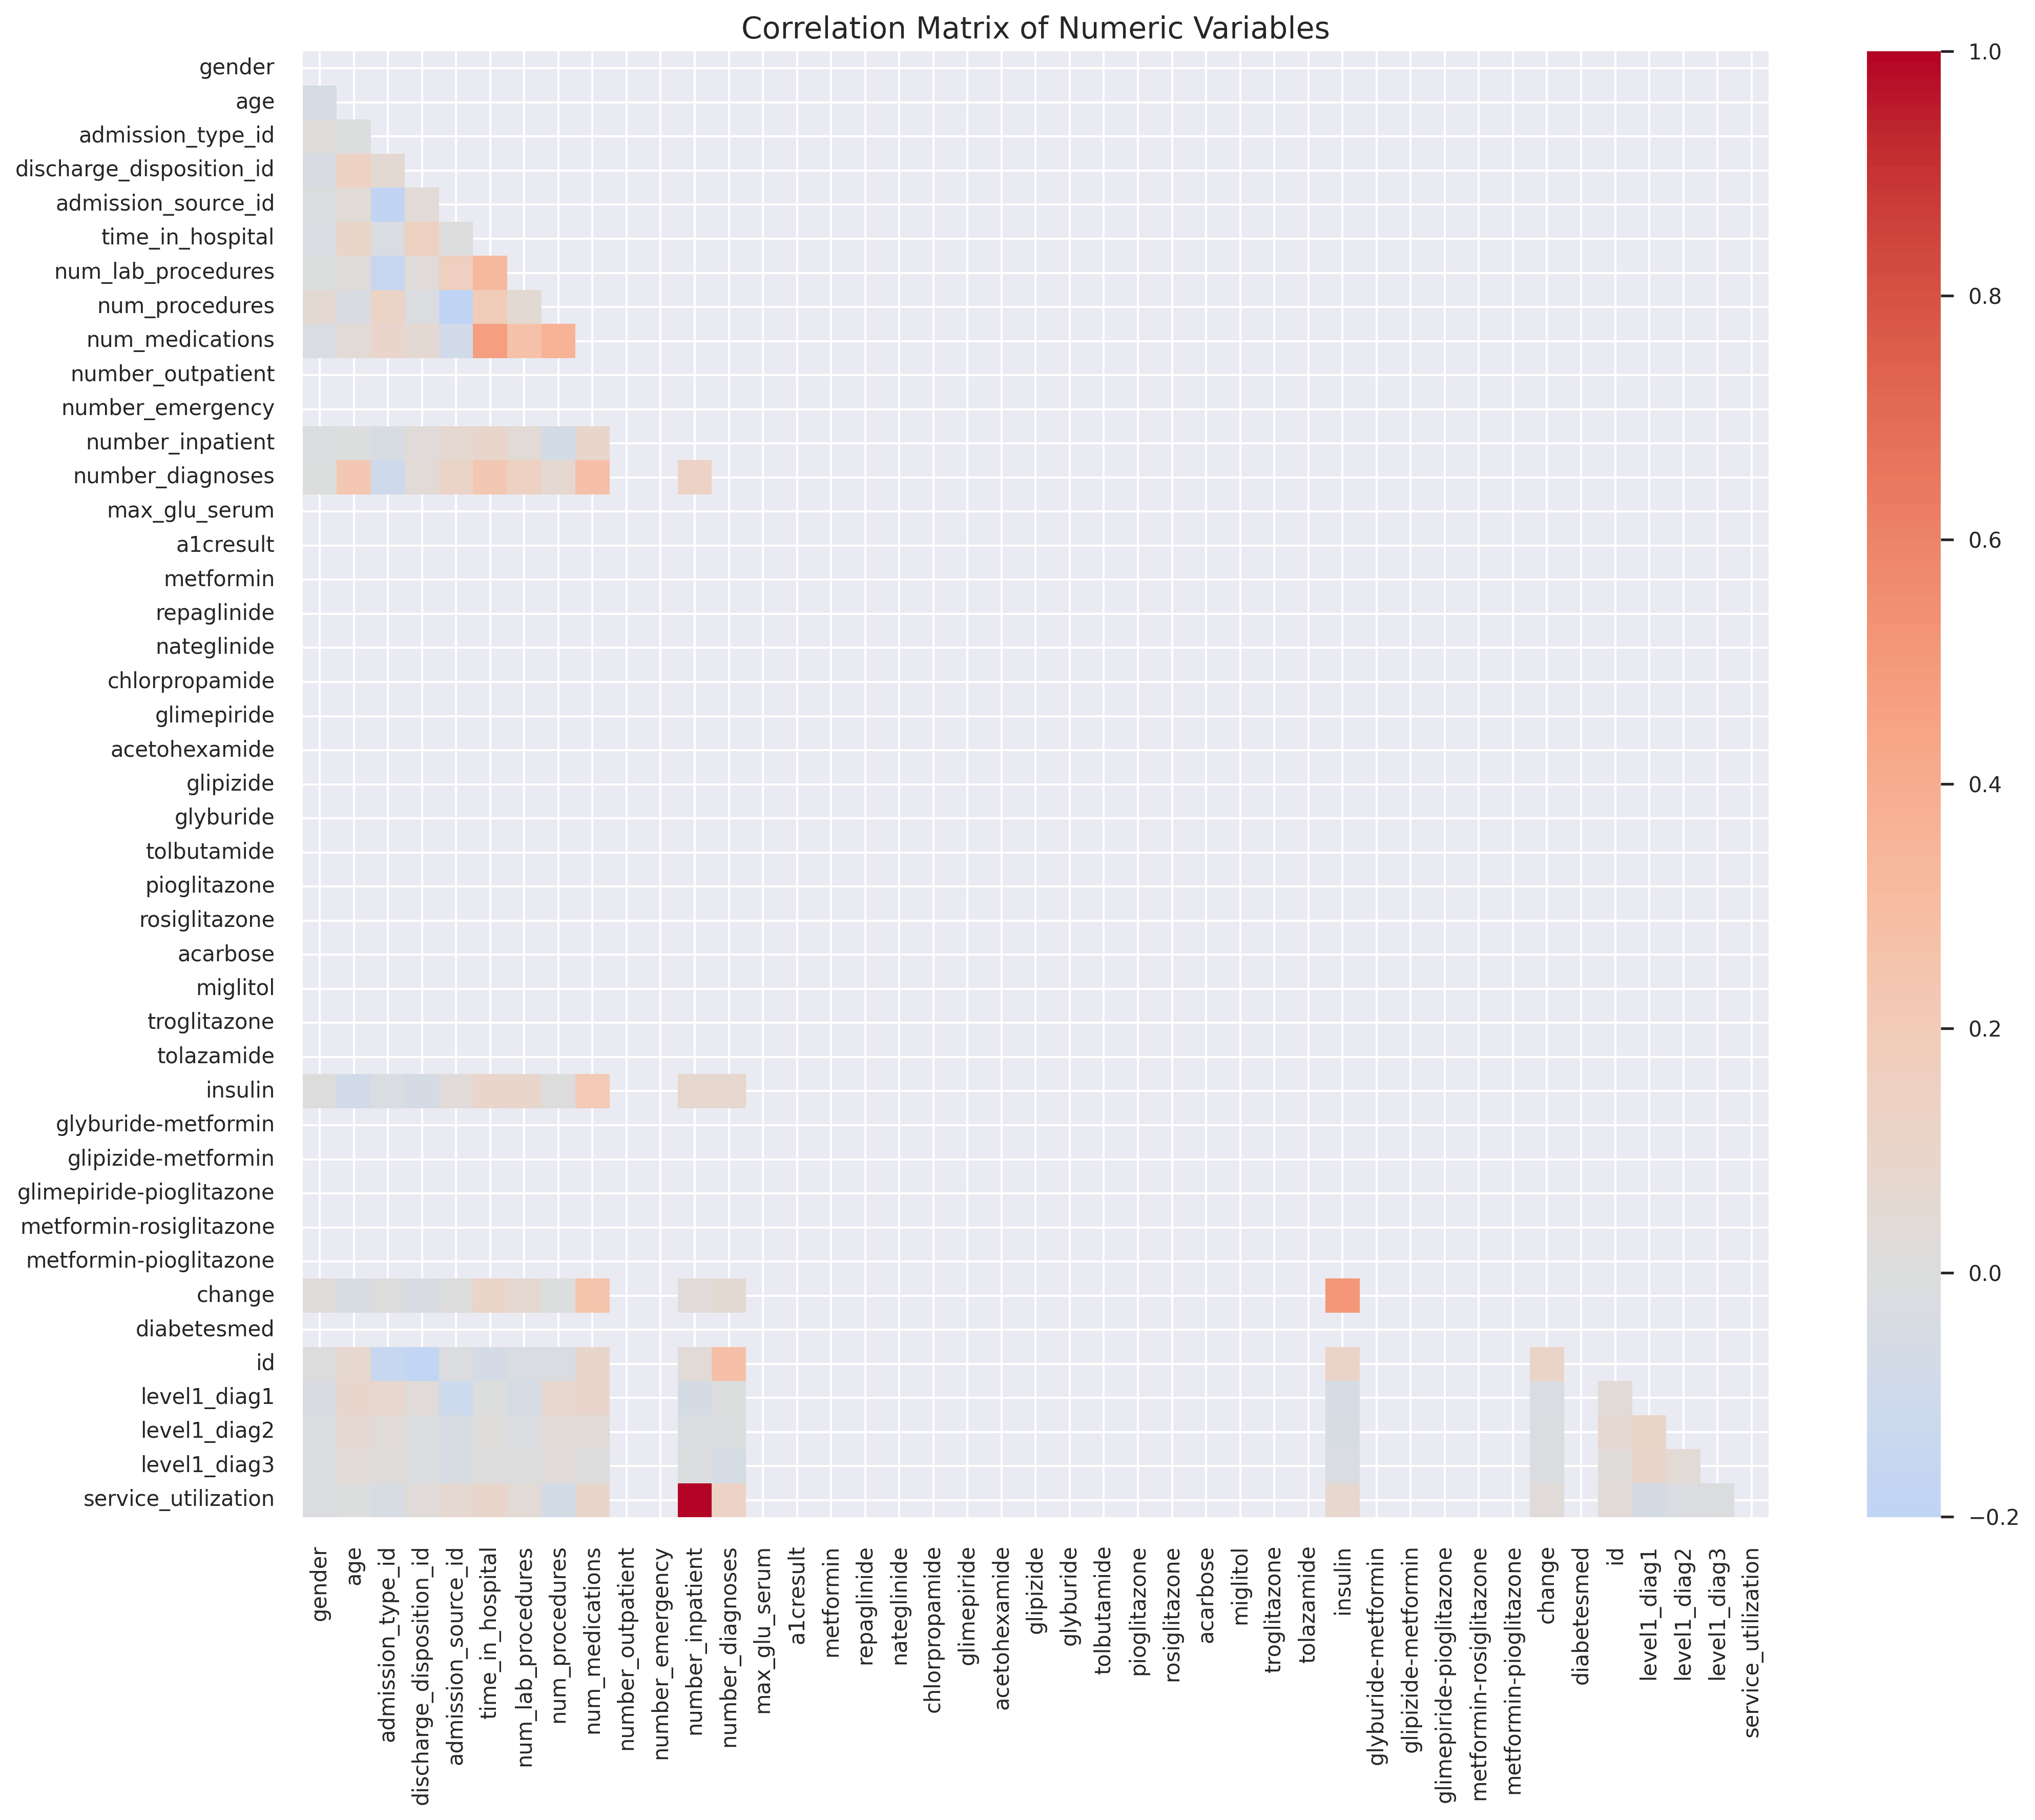 Correlation Matrix of Numeric Variables
gender
age
admission_type_id
discharge_disposition_id
admission_source_id
time_in_hospital
num_lab_procedures
num_procedures
num_medications
number_outpatient
number_emergency
number_inpatient
number_diagnoses
max_glu_serum
a1cresult
metformin
repaglinide
nateglinide
chlorpropamide
glimepiride
acetohexamide
glipizide
glyburide
tolbutamide
pioglitazone
rosiglitazone
acarbose
miglitol
troglitazone
tolazamide
insulin
glyburide-metformin
glipizide-metformin
glimepiride-pioglitazone
metformin-rosiglitazone
metformin-pioglitazone
change
diabetesmed
id
level1_diag1
level1_diag2
level1_diag3
service_utilization
gender
age
admission_type_id
discharge_disposition_id
admission_source_id
time_in_hospital
num_lab_procedures
num_procedures
num_medications
number_outpatient
number_emergency
number_inpatient
number_diagnoses
max_glu_serum
a1cresult
metformin
repaglinide
nateglinide
chlorpropamide
glimepiride
acetohexamide
glipizide
glyburide
tolbutamide
pioglitazone
rosiglitazone
acarbose
miglitol
troglitazone
tolazamide
insulin
glyburide-metformin
glipizide-metformin
glimepiride-pioglitazone
metformin-rosiglitazone
metformin-pioglitazone
change
diabetesmed
id
level1_diag1
level1_diag2
level1_diag3
service_utilization
1.0
0.8
0.6
0.4
0.2
0.0
−0.2